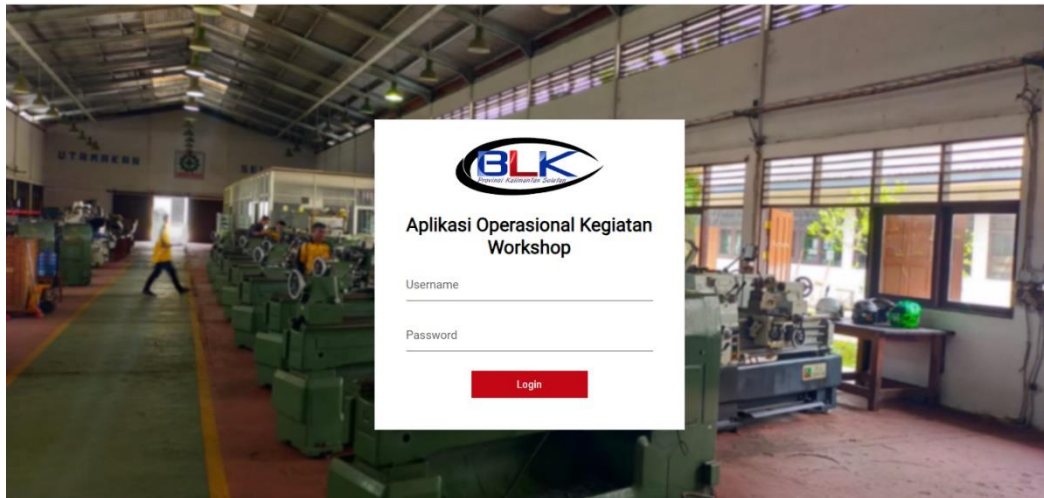 UTAMAKAN
BLK
Provinsi Kalimantan Selatan
Aplikasi Operasional Kegiatan
Workshop
Username
Password
Login